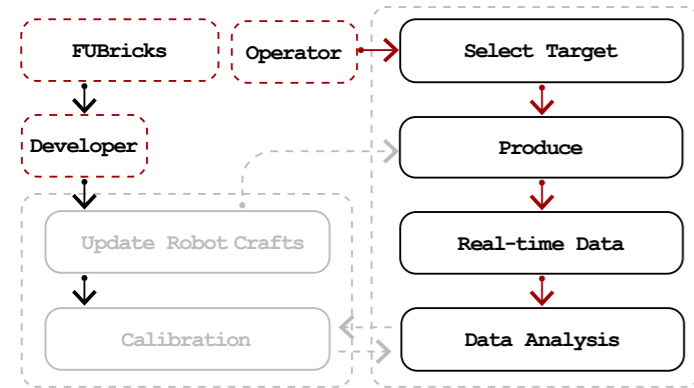 FUBricks
Operator
Select Target
Developer
Produce
Update Robot Crafts
Real-time Data
Calibration
Data Analysis